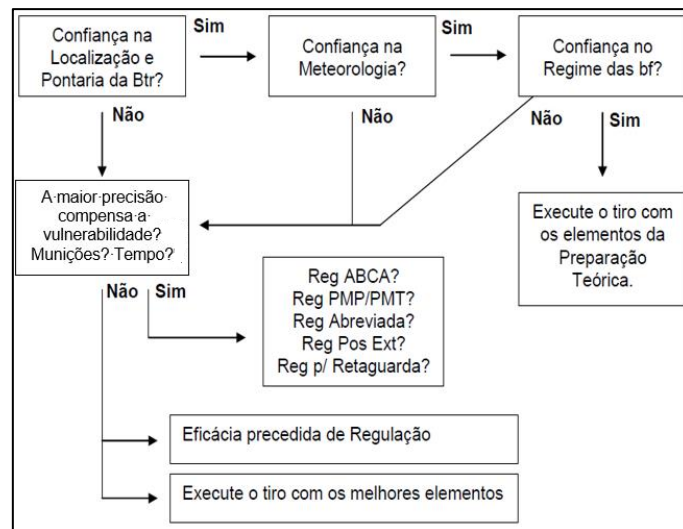 Confiança na
Localização e
Pontaria da Btr?
Sim
Confiança na
Meteorologia?
Sim
Confiança no
Regime das bf?
Não
Não
Não
Sim
A·maior·precisão·
compensa·a·
vulnerabilidade?
Munições?·Tempo?
Execute o tiro com
os elementos da
Preparação
Teórica.
Não
Sim
Reg ABCA?
Reg PMP/PMT?
Reg Abreviada?
Reg Pos Ext?
Reg p/ Retaguarda?
Eficácia precedida de Regulação
Execute o tiro com os melhores elementos